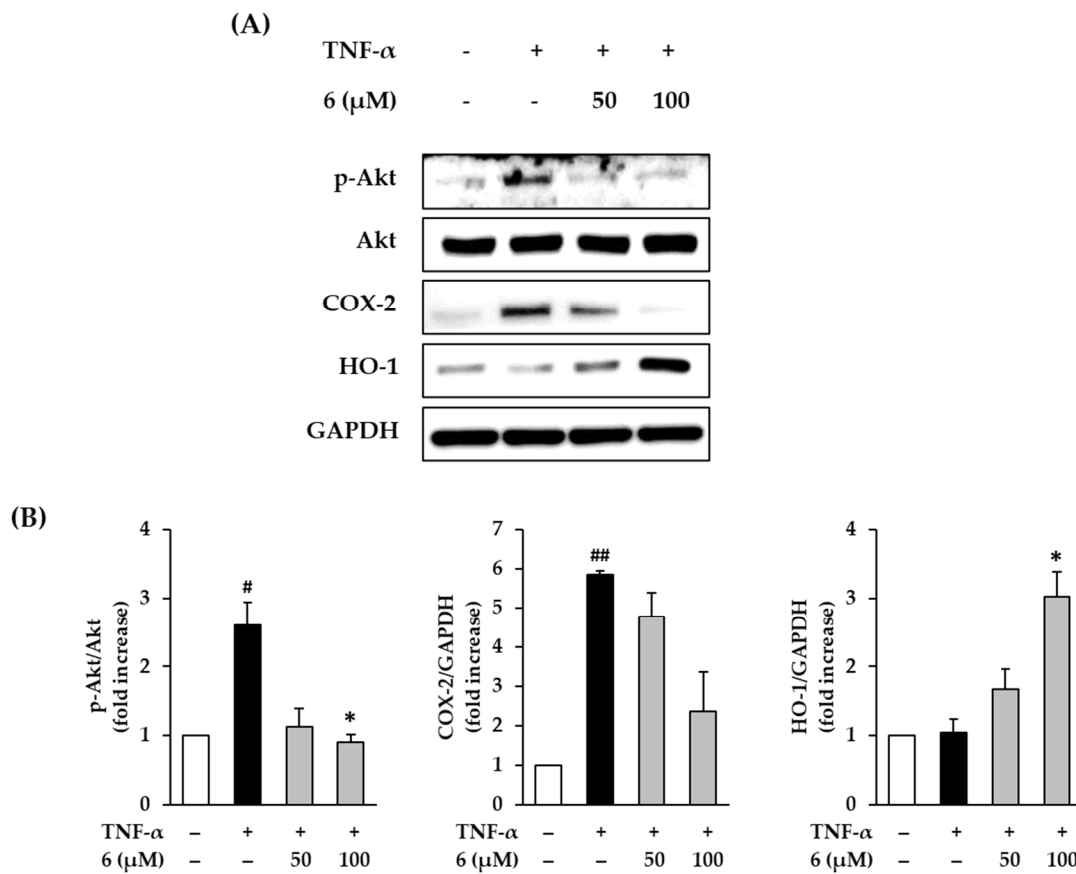 (A)
TNF-α - + + +
6 (μM) - - 50 100
p-Akt
Akt
COX-2
HO-1
GAPDH
(B)
p-Akt/Akt
(fold increase)
4
3
2
1
0
#
*
TNF-α – + + +
6 (μM) – – 50 100
COX-2/GAPDH
(fold increase)
7
6
5
4
3
2
1
0
##
TNF-α – + + +
6 (μM) – – 50 100
HO-1/GAPDH
(fold increase)
4
3
2
1
0
*
TNF-α – + + +
6 (μM) – – 50 100